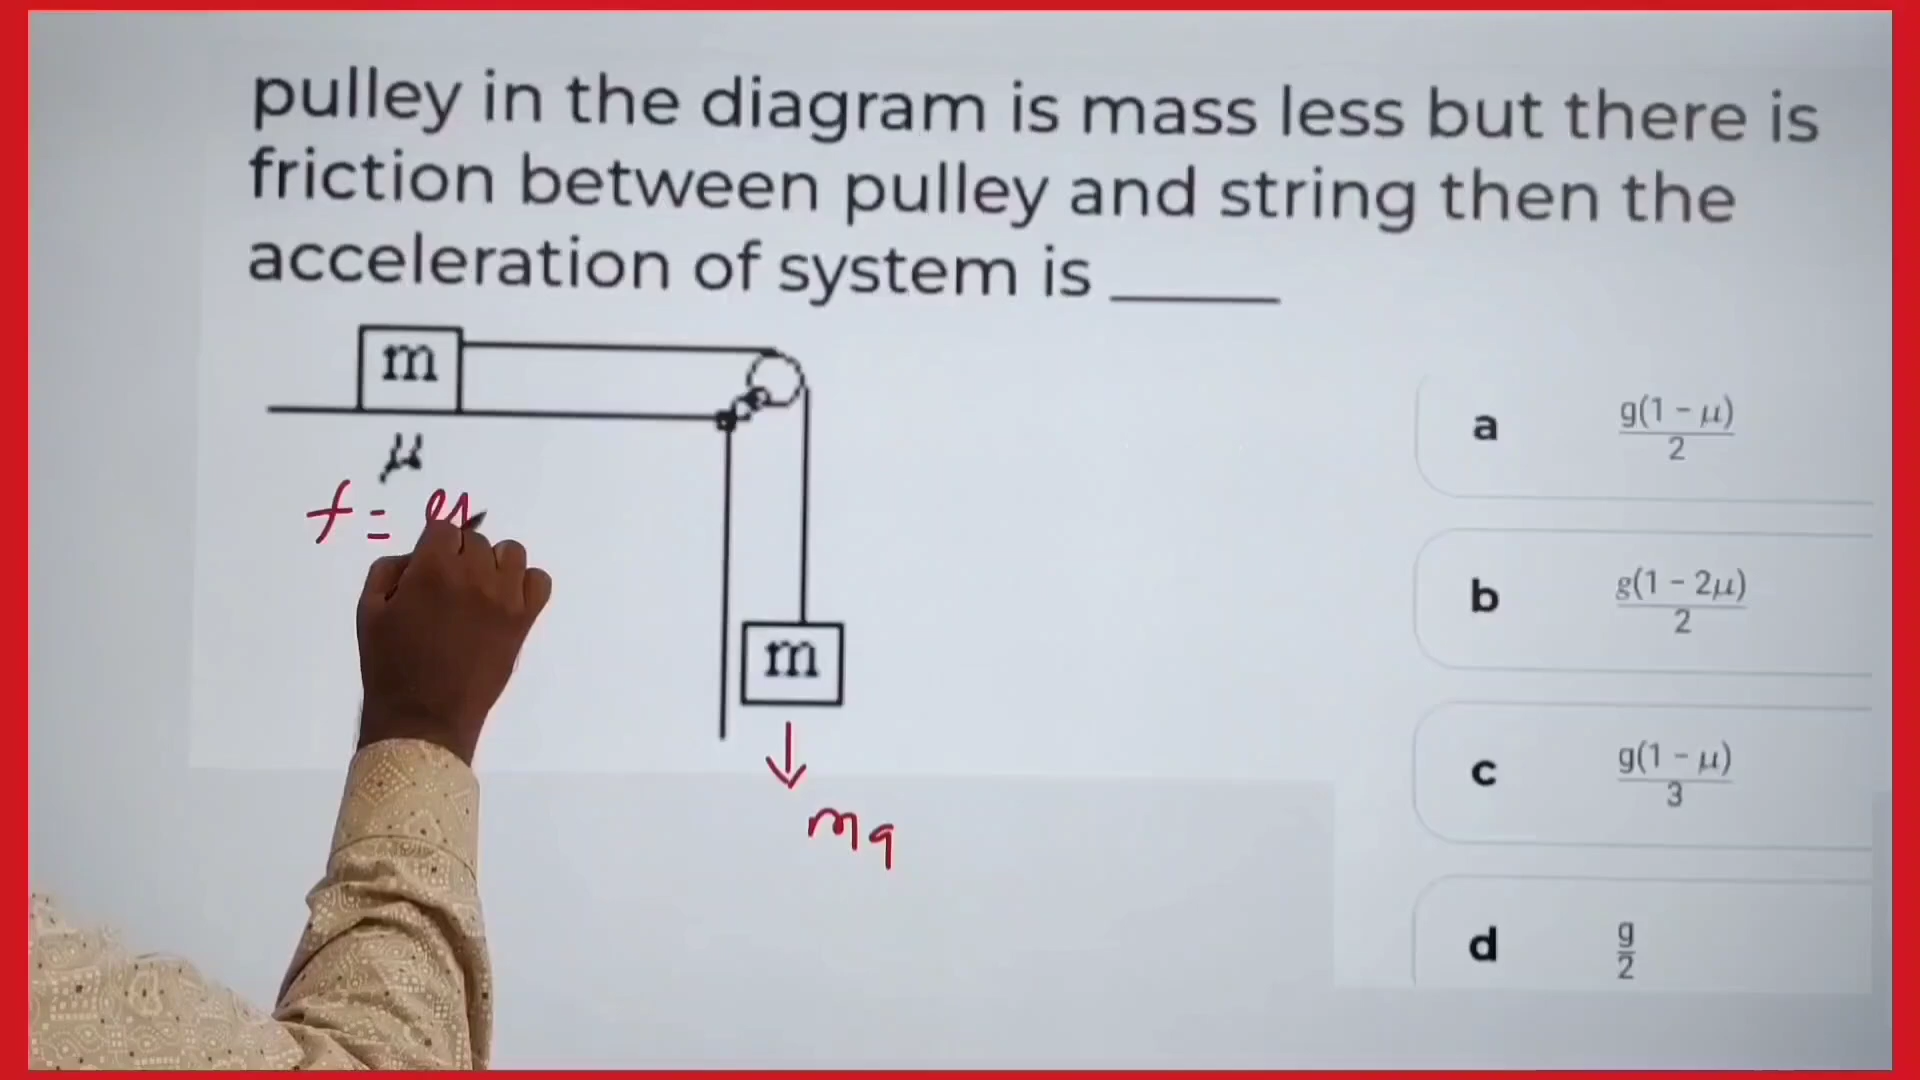 pulley in the diagram is mass less but there is
friction between pulley and string then the
acceleration of system is _____
m
μ
f =
m
mg
a g(1 - μ)/2
b g(1 - 2μ)/2
c g(1 - μ)/3
d g/2